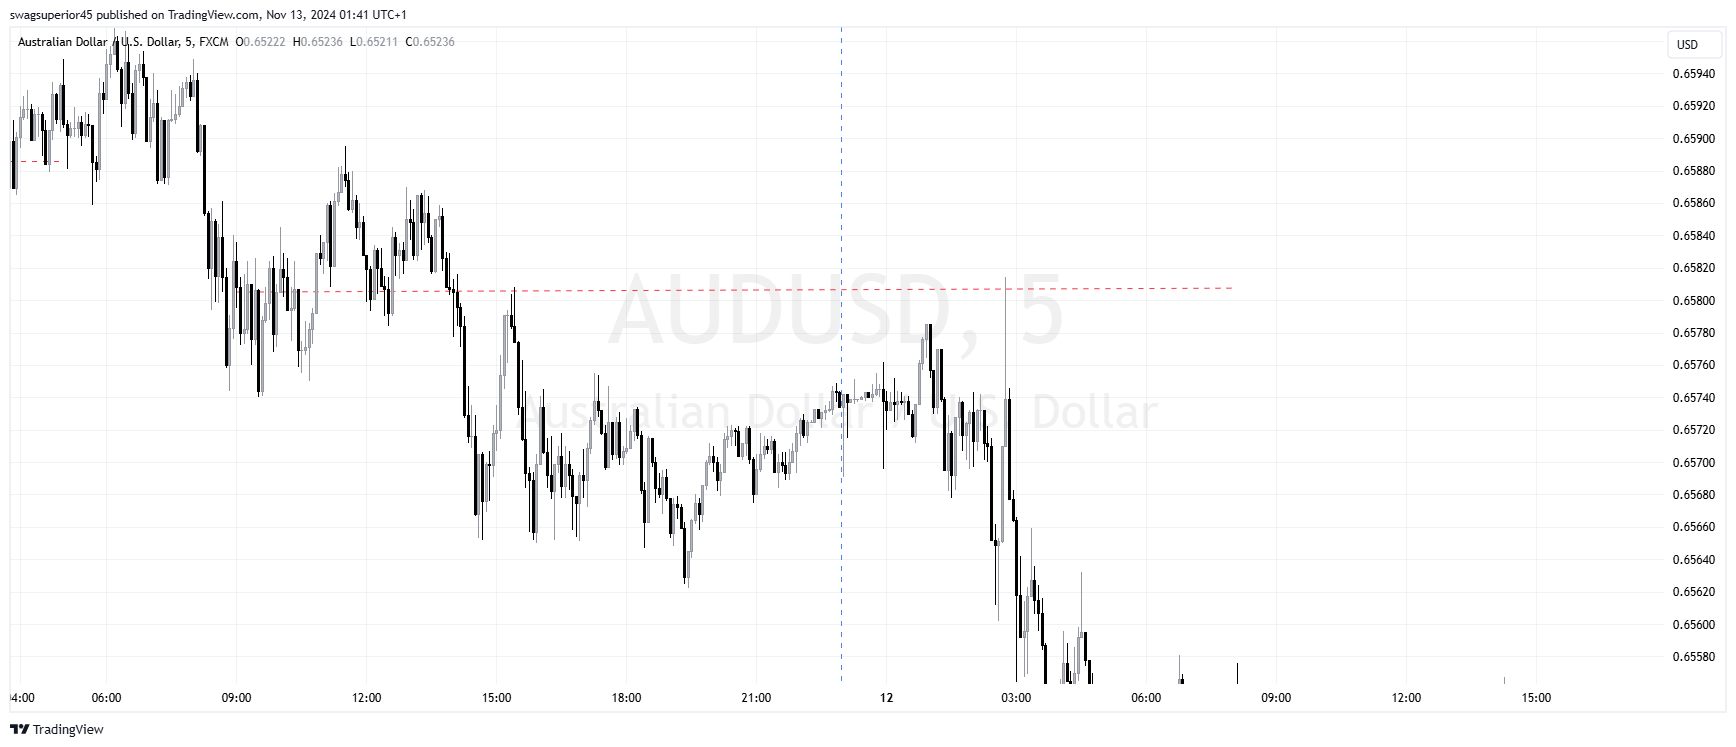 swagsuperior45 published on TradingView.com, Nov 13, 2024 01:41 UTC+1
Australian Dollar / U.S. Dollar, 5, FXCM O0.65222 H0.65236 L0.65211 C0.65236
USD
0.65940
0.65920
0.65900
0.65880
0.65860
0.65840
0.65820
0.65800
0.65780
0.65760
0.65740
0.65720
0.65700
0.65680
0.65660
0.65640
0.65620
0.65600
0.65580
AUDUSD, 5
Australian Dollar / U.S. Dollar
04:00 06:00 09:00 12:00 15:00 18:00 21:00 12 03:00 06:00 09:00 12:00 15:00
TradingView